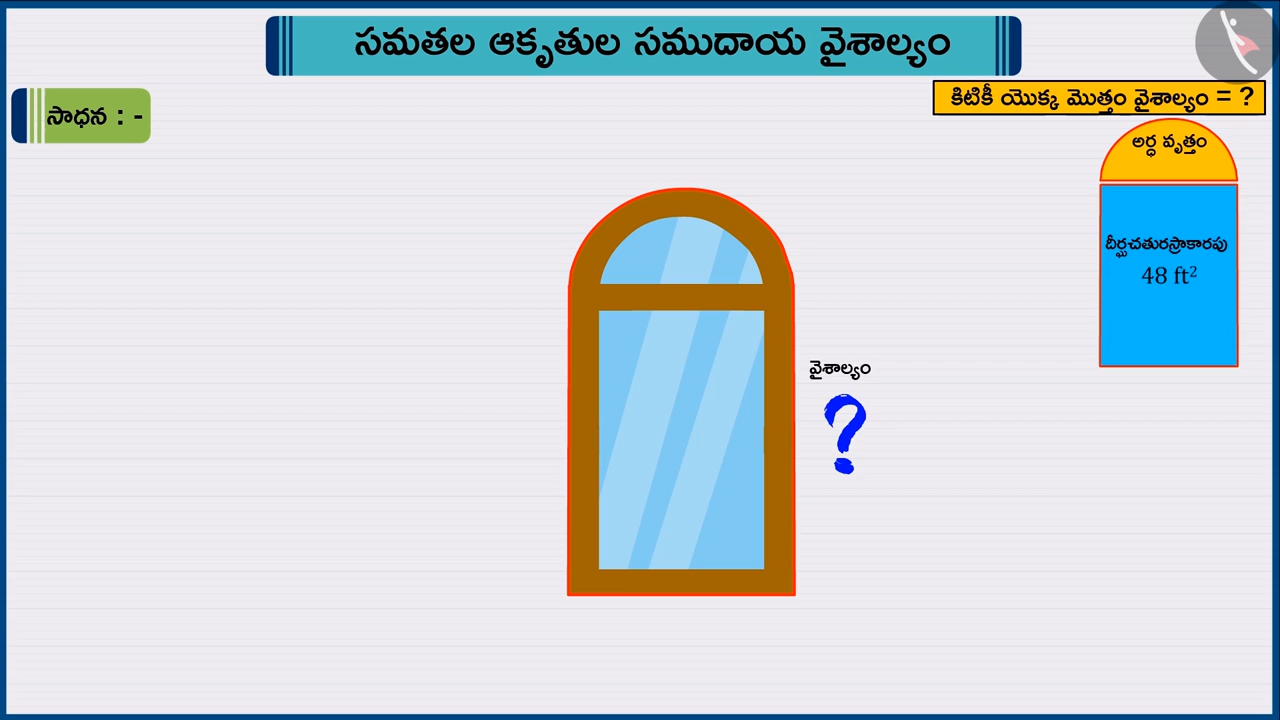 సమతల ఆకృతుల సముదాయ వైశాల్యం
సాధన : -
కిటికీ యొక్క మొత్తం వైశాల్యం = ?
అర్ధ వృత్తం
దీర్ఘచతురస్రాకారపు
48 ft²
వైశాల్యం
?